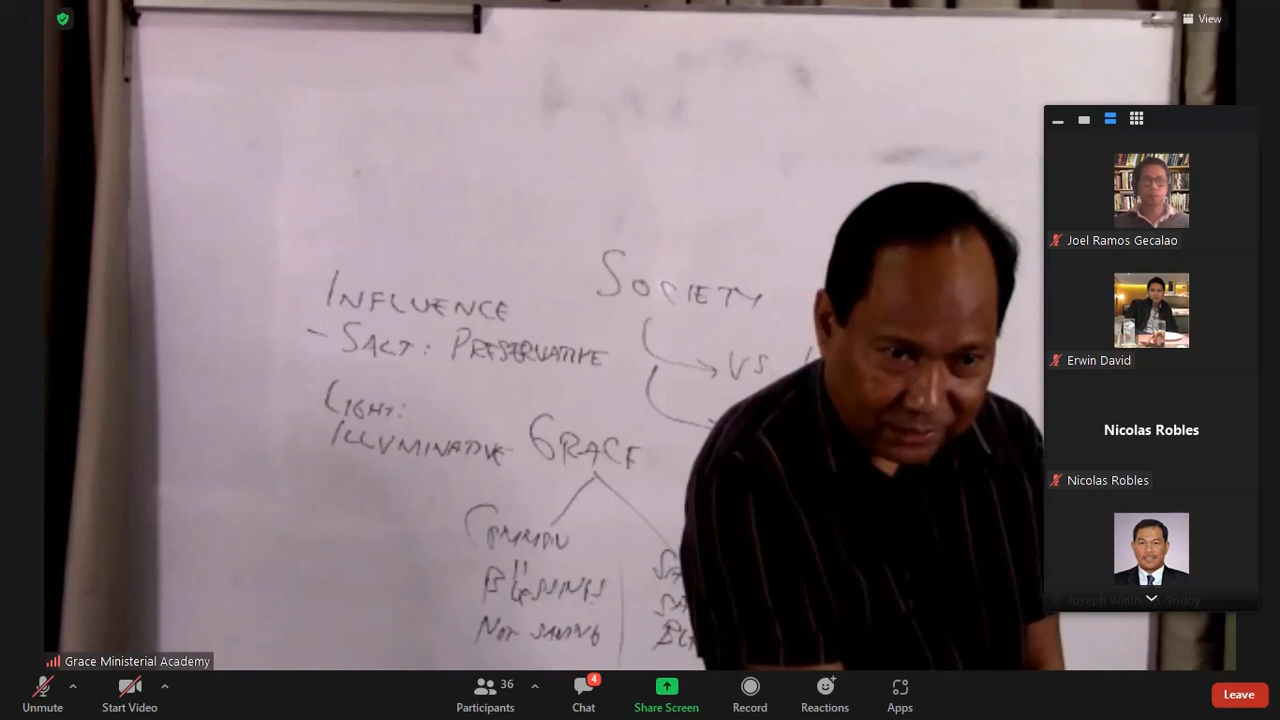 View
INFLUENCE
- SALT: PRESERVATIVE
LIGHT:
ILLUMINATIVE
SOCIETY
VS
GRACE
COMMON
BLESSINGS
NOT SAVING
Joel Ramos Gecalao
Erwin David
Nicolas Robles
Nicolas Robles
Grace Ministerial Academy
Unmute
Start Video
36
Participants
4
Chat
Share Screen
Record
Reactions
Apps
Leave